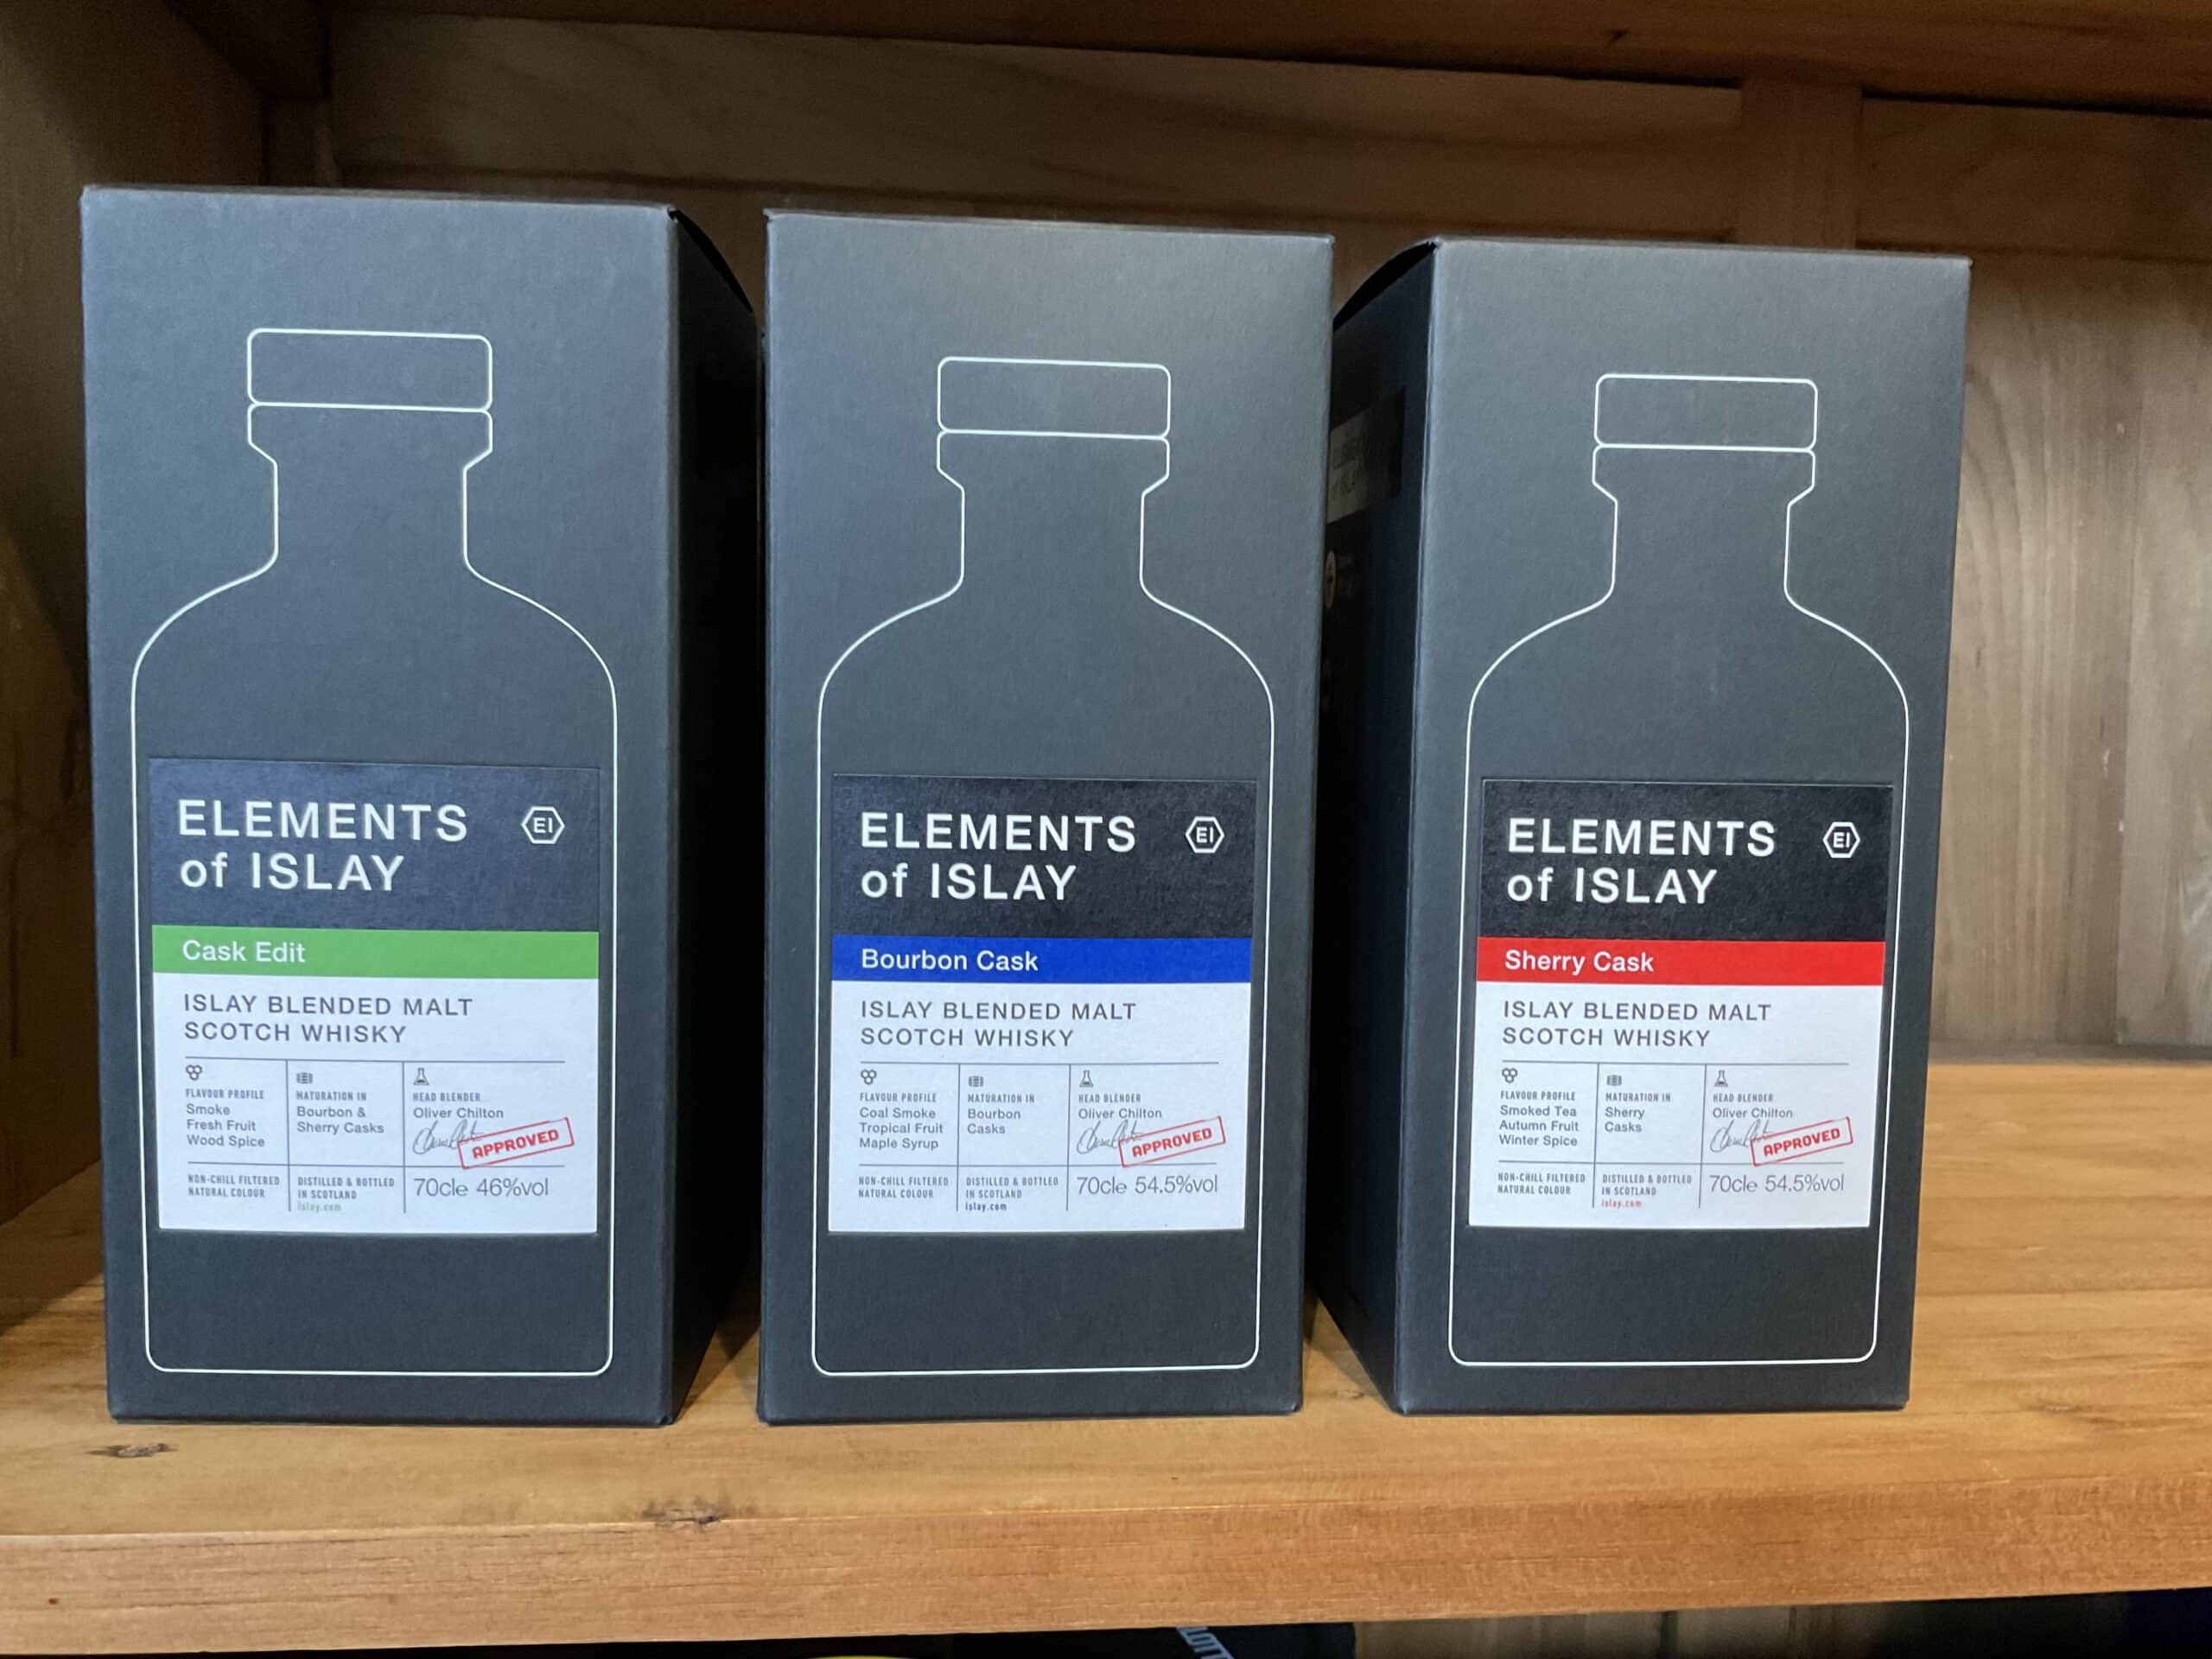 ELEMENTS
of ISLAY
EI
Cask Edit
ISLAY BLENDED MALT
SCOTCH WHISKY
FLAVOUR PROFILE
Smoke
Fresh Fruit
Wood Spice
MATURATION IN
Bourbon &
Sherry Casks
HEAD BLENDER
Oliver Chilton
APPROVED
NON-CHILL FILTERED
NATURAL COLOUR
DISTILLED & BOTTLED
IN SCOTLAND
islay.com
70cle 46%vol
ELEMENTS
of ISLAY
EI
Bourbon Cask
ISLAY BLENDED MALT
SCOTCH WHISKY
FLAVOUR PROFILE
Coal Smoke
Tropical Fruit
Maple Syrup
MATURATION IN
Bourbon
Casks
HEAD BLENDER
Oliver Chilton
APPROVED
NON-CHILL FILTERED
NATURAL COLOUR
DISTILLED & BOTTLED
IN SCOTLAND
islay.com
70cle 54.5%vol
ELEMENTS
of ISLAY
EI
Sherry Cask
ISLAY BLENDED MALT
SCOTCH WHISKY
FLAVOUR PROFILE
Smoked Tea
Autumn Fruit
Winter Spice
MATURATION IN
Sherry
Casks
HEAD BLENDER
Oliver Chilton
APPROVED
NON-CHILL FILTERED
NATURAL COLOUR
DISTILLED & BOTTLED
IN SCOTLAND
islay.com
70cle 54.5%vol